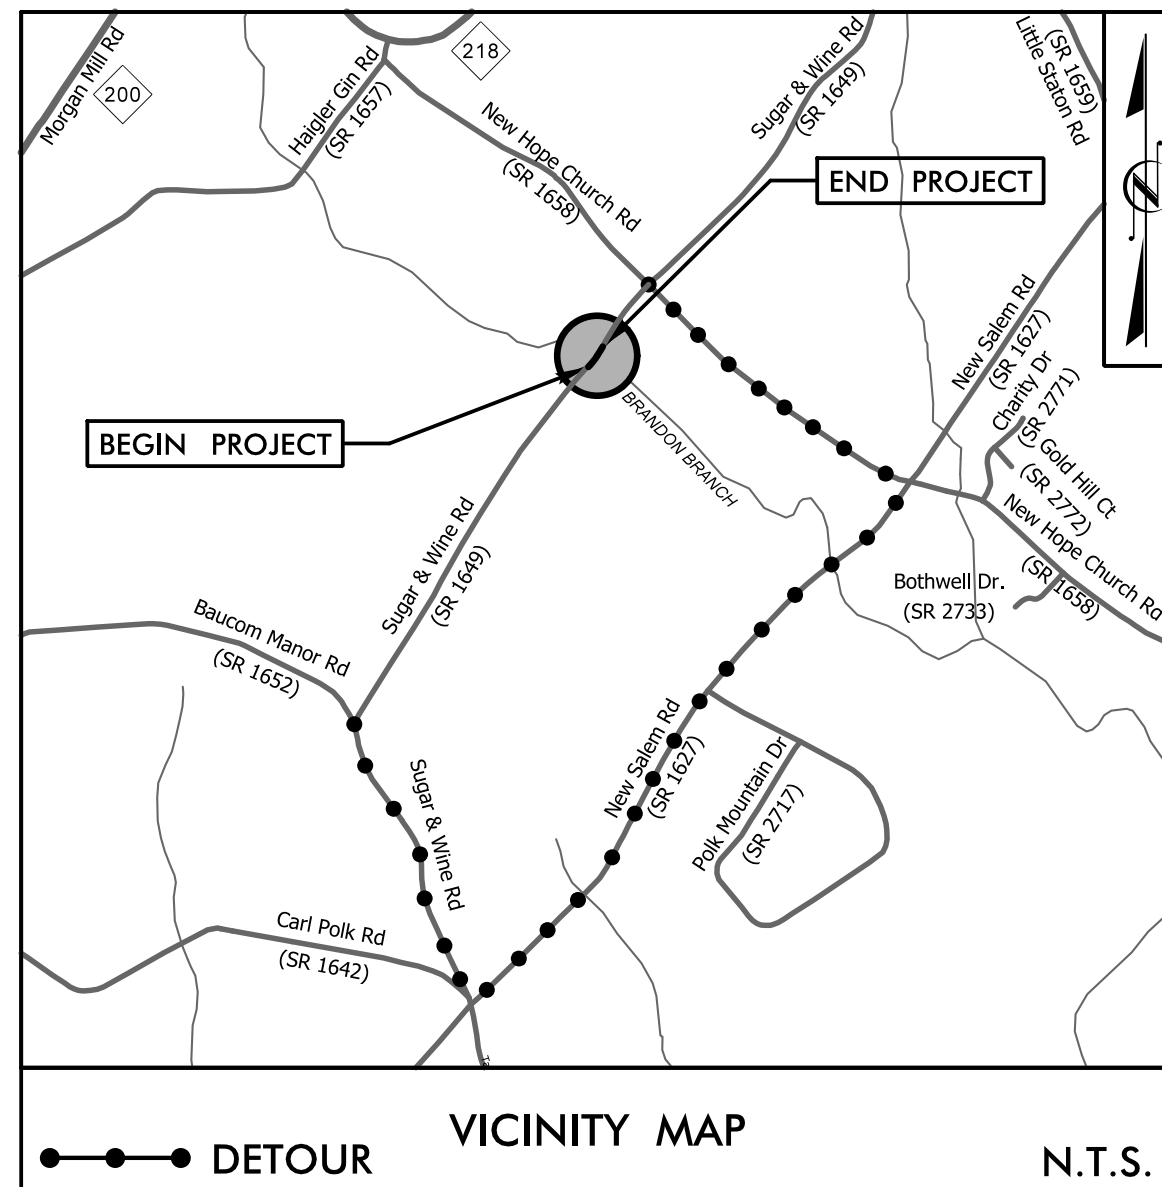 Morgan Mill Rd
200
Haigler Gin Rd
(SR 1657)
218
New Hope Church Rd
(SR 1658)
Sugar & Wine Rd
(SR 1649)
(SR 1659)
Little Staton Rd
N
END PROJECT
BEGIN PROJECT
BRANDON BRANCH
New Salem Rd
(SR 1627)
Charity Dr
(SR 2771)
Gold Hill Ct
(SR 2772)
New Hope Church Rd
(SR 1658)
Bothwell Dr.
(SR 2733)
Sugar & Wine Rd
(SR 1649)
Baucom Manor Rd
(SR 1652)
Sugar & Wine Rd
New Salem Rd
(SR 1627)
Polk Mountain Dr
(SR 2717)
Carl Polk Rd
(SR 1642)
VICINITY MAP
DETOUR
N.T.S.